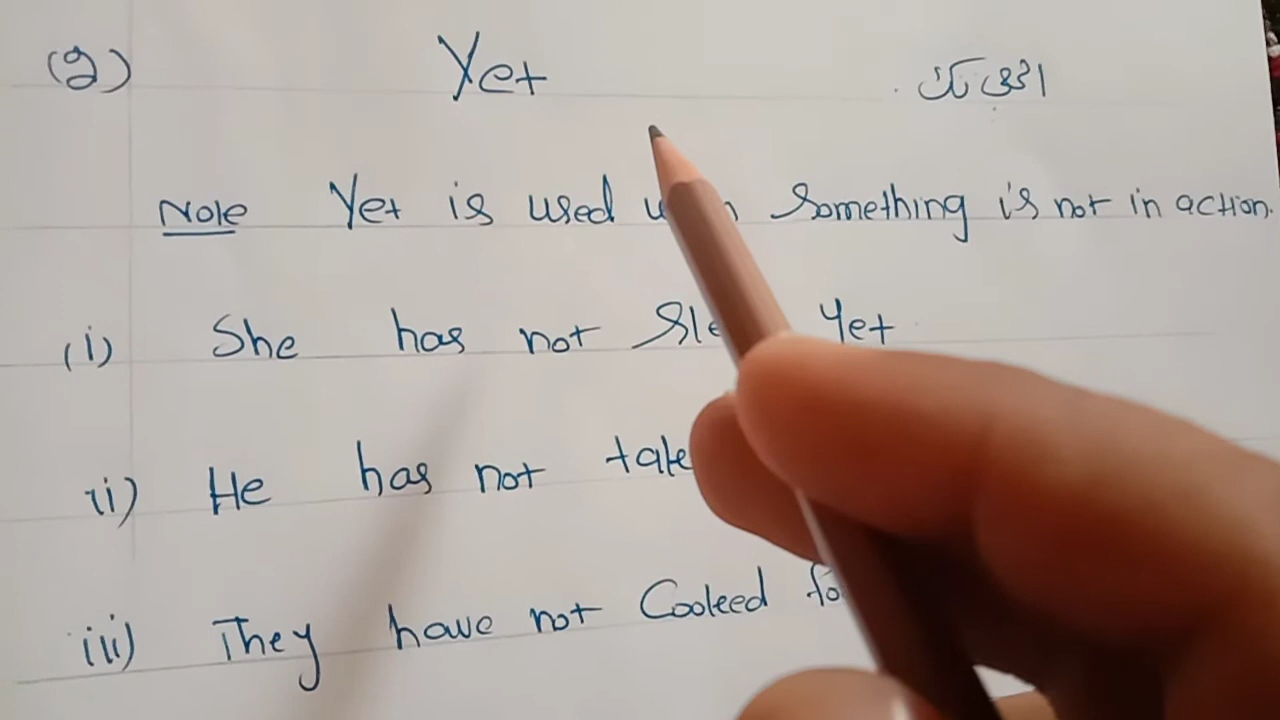 (2) Yet ابھی تک
Note Yet is used when something is not in action.
(i) She has not Yet
ii) He has not
iii) They have not Cooked